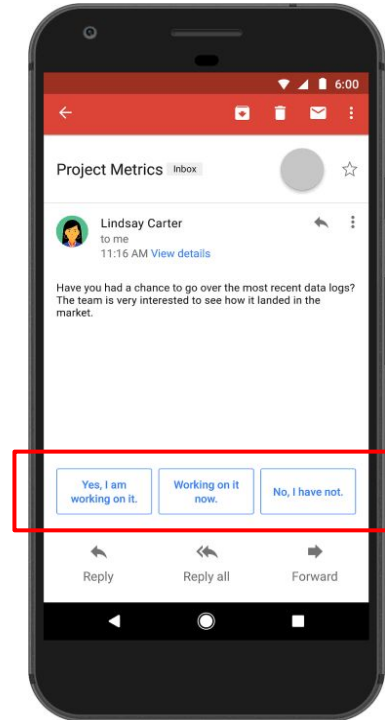 6:00
Project Metrics Inbox
Lindsay Carter
to me
11:16 AM View details
Have you had a chance to go over the most recent data logs?
The team is very interested to see how it landed in the
market.
Yes, I am
working on it.
Working on it
now.
No, I have not.
Reply
Reply all
Forward